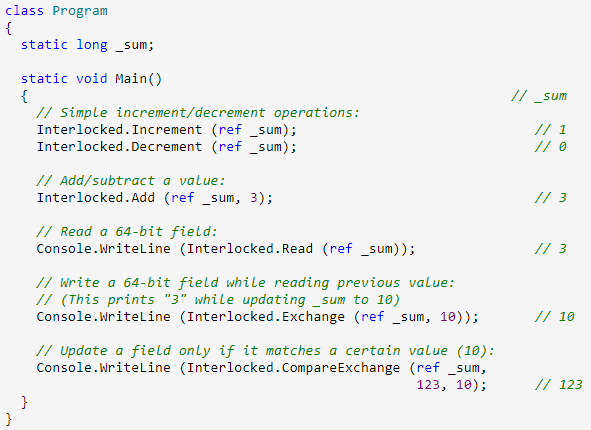 class Program
{
  static long _sum;

  static void Main()
  {                                                             // _sum
    // Simple increment/decrement operations:
    Interlocked.Increment (ref _sum);                              // 1
    Interlocked.Decrement (ref _sum);                              // 0

    // Add/subtract a value:
    Interlocked.Add (ref _sum, 3);                                 // 3

    // Read a 64-bit field:
    Console.WriteLine (Interlocked.Read (ref _sum));               // 3

    // Write a 64-bit field while reading previous value:
    // (This prints "3" while updating _sum to 10)
    Console.WriteLine (Interlocked.Exchange (ref _sum, 10));       // 10

    // Update a field only if it matches a certain value (10):
    Console.WriteLine (Interlocked.CompareExchange (ref _sum,
                                                    123, 10);      // 123
  }
}